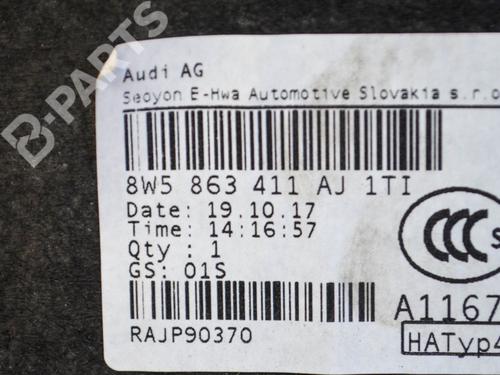 B-PARTS
Audi AG
Seoyon E-Hwa Automotive Slovakia s.r.o
8W5 863 411 AJ 1TI
Date: 19.10.17
Time: 14:16:57
Qty : 1
GS: 01S
CCC S
A1167
RAJP90370
HATyp4